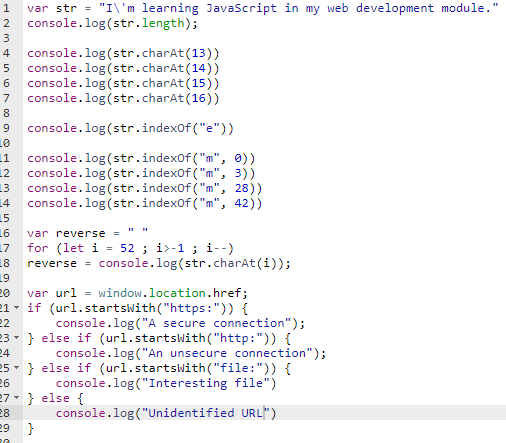 1 var str = "I\'m learning JavaScript in my web development module."
2 console.log(str.length);
3
4 console.log(str.charAt(13))
5 console.log(str.charAt(14))
6 console.log(str.charAt(15))
7 console.log(str.charAt(16))
8
9 console.log(str.indexOf("e"))
10
11 console.log(str.indexOf("m", 0))
12 console.log(str.indexOf("m", 3))
13 console.log(str.indexOf("m", 28))
14 console.log(str.indexOf("m", 42))
15
16 var reverse = " "
17 for (let i = 52 ; i>-1 ; i--)
18 reverse = console.log(str.charAt(i));
19
20 var url = window.location.href;
21 if (url.startsWith("https:")) {
22 console.log("A secure connection");
23 } else if (url.startsWith("http:")) {
24 console.log("An unsecure connection");
25 } else if (url.startsWith("file:")) {
26 console.log("Interesting file")
27 } else {
28 console.log("Unidentified URL")
29 }